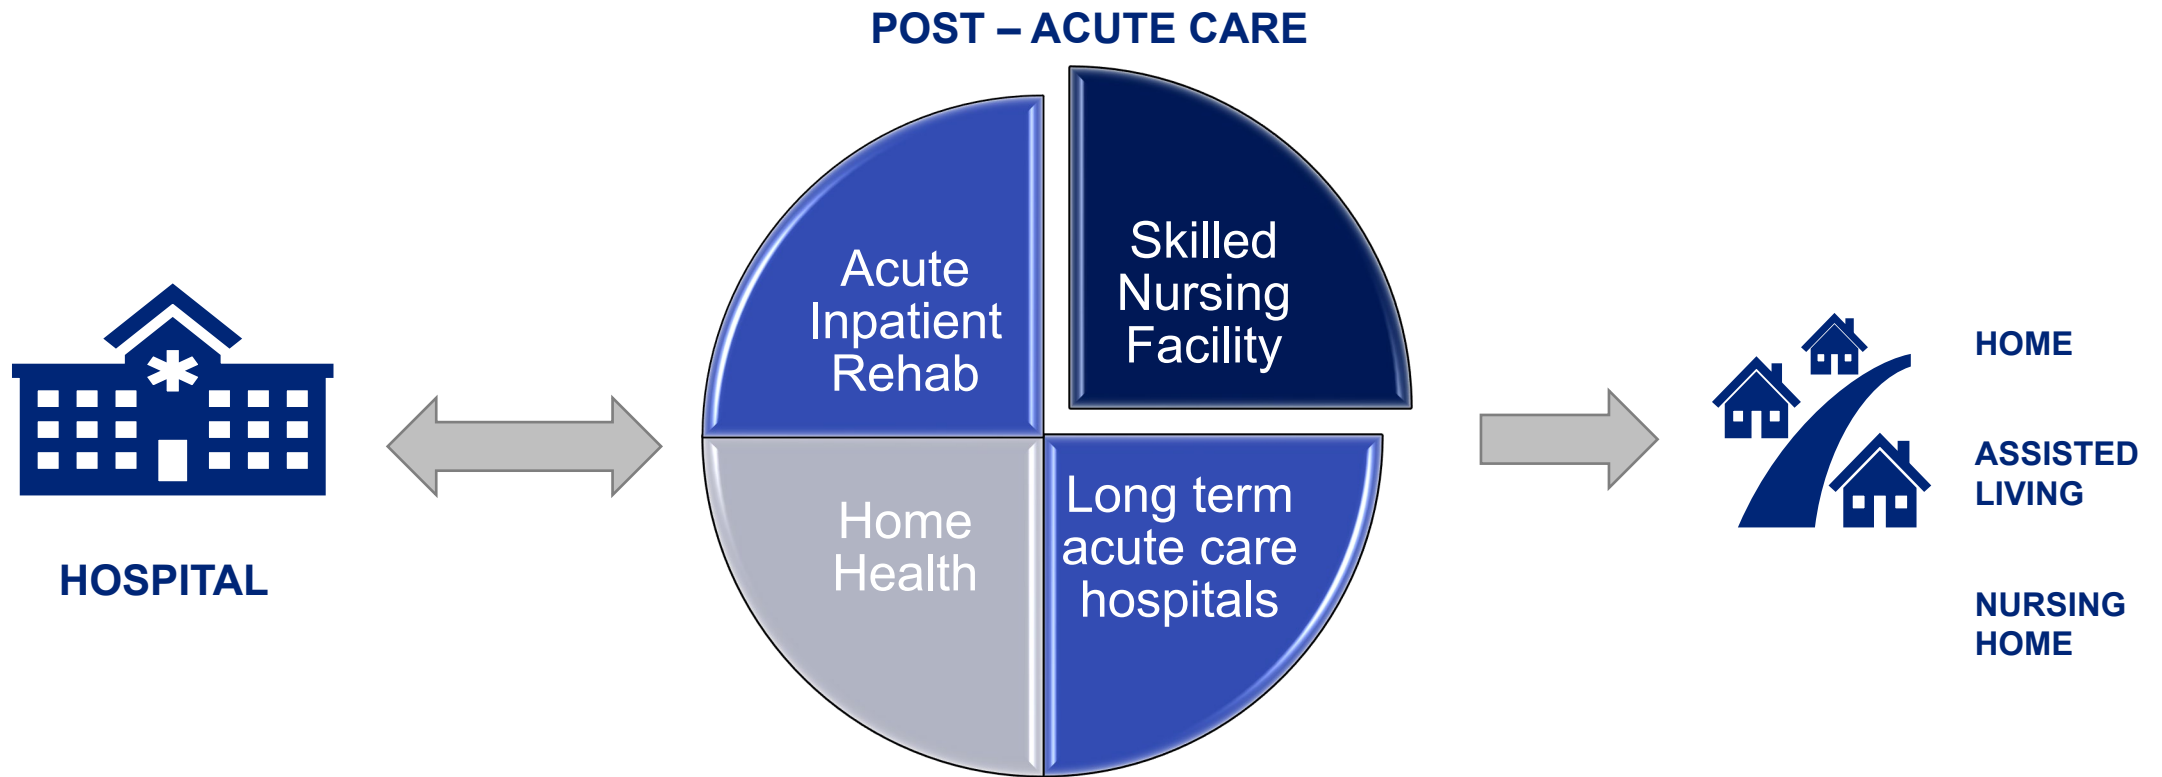 POST – ACUTE CARE
Acute
Inpatient
Rehab
Skilled
Nursing
Facility
Home
Health
Long term
acute care
hospitals
HOSPITAL
HOME
ASSISTED
LIVING
NURSING
HOME